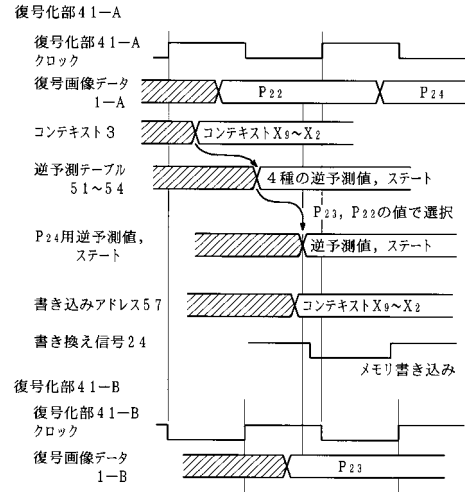 復号化部41-A
復号化部41-A
クロック
復号画像データ
1-A
P22
P24
コンテキスト3
コンテキストX9～X2
逆予測テーブル
51～54
4種の逆予測値，ステート
P23，P22の値で選択
P24用逆予測値，
ステート
逆予測値，ステート
書き込みアドレス57
コンテキストX9～X2
書き換え信号24
メモリ書き込み
復号化部41-B
復号化部41-B
クロック
復号画像データ
1-B
P23